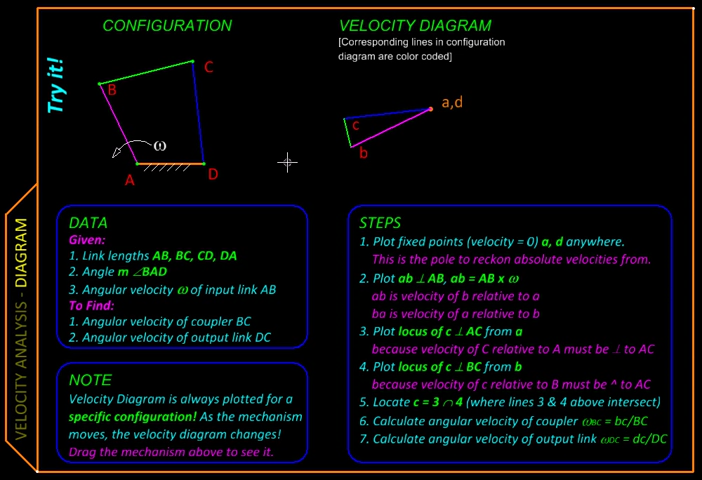 CONFIGURATION
Try it!
B
C
ω
A
D
VELOCITY DIAGRAM
[Corresponding lines in configuration
diagram are color coded]
a,d
c
b
VELOCITY ANALYSIS - DIAGRAM
DATA
Given:
1. Link lengths AB, BC, CD, DA
2. Angle m ∠BAD
3. Angular velocity ω of input link AB
To Find:
1. Angular velocity of coupler BC
2. Angular velocity of output link DC
NOTE
Velocity Diagram is always plotted for a
specific configuration! As the mechanism
moves, the velocity diagram changes!
Drag the mechanism above to see it.
STEPS
1. Plot fixed points (velocity = 0) a, d anywhere.
This is the pole to reckon absolute velocities from.
2. Plot ab ⊥ AB, ab = AB x ω
ab is velocity of b relative to a
ba is velocity of a relative to b
3. Plot locus of c ⊥ AC from a
because velocity of C relative to A must be ⊥ to AC
4. Plot locus of c ⊥ BC from b
because velocity of c relative to B must be ^ to AC
5. Locate c = 3 ∩ 4 (where lines 3 & 4 above intersect)
6. Calculate angular velocity of coupler ωBC = bc/BC
7. Calculate angular velocity of output link ωDC = dc/DC